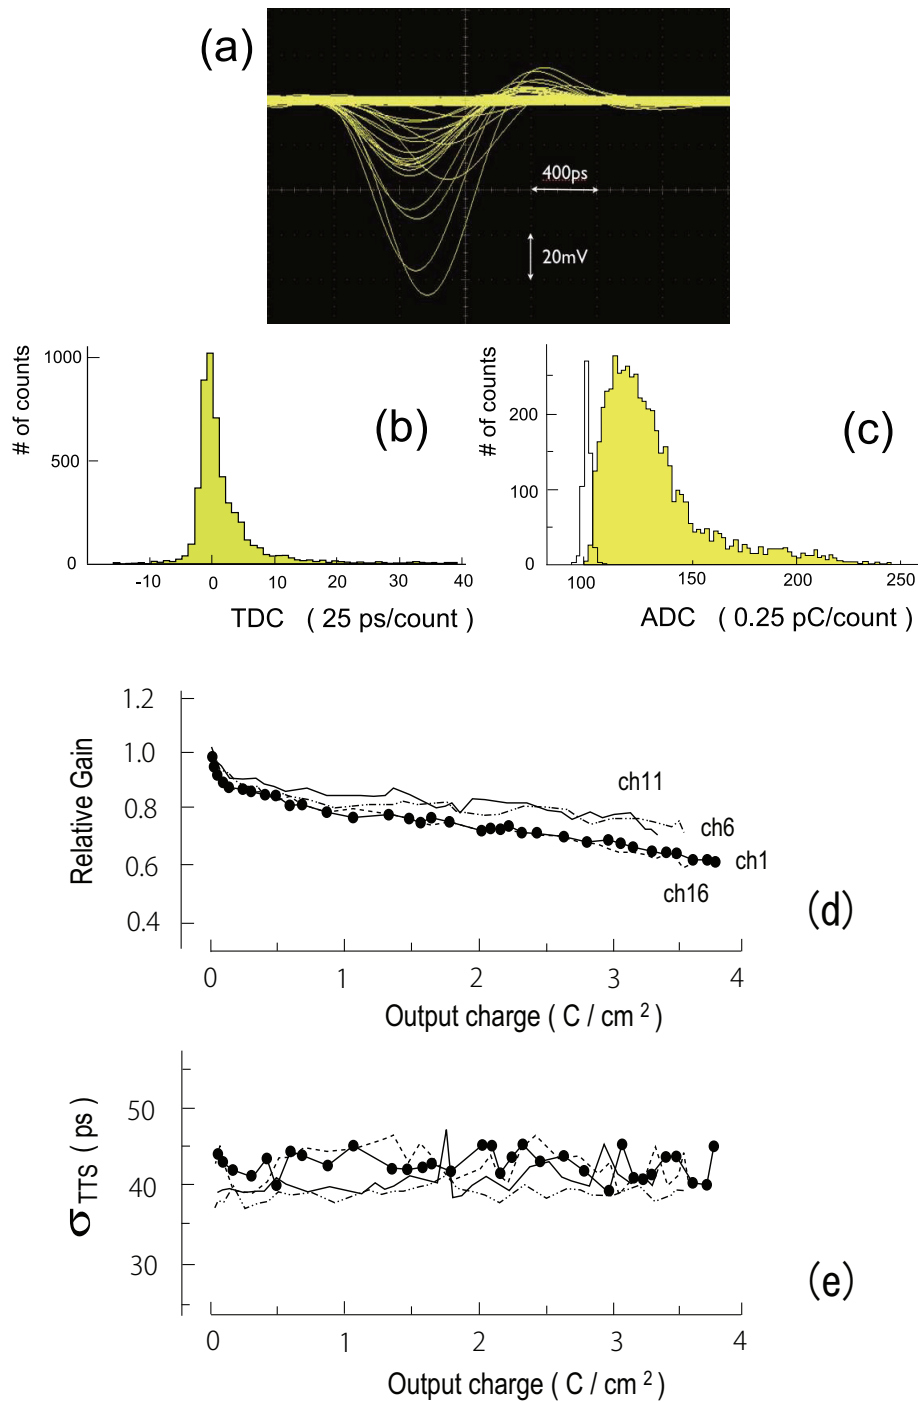 (a)
400ps
20mV
# of counts
1000
500
0
(b)
-10
0
10
20
30
40
TDC ( 25 ps/count )
# of counts
200
100
0
(c)
100
150
200
250
ADC ( 0.25 pC/count )
Relative Gain
1.2
1.0
0.8
0.6
0.4
ch11
ch6
ch1
ch16
(d)
0
1
2
3
4
Output charge ( C / cm 2 )
σTTS ( ps )
50
40
30
(e)
0
1
2
3
4
Output charge ( C / cm 2 )